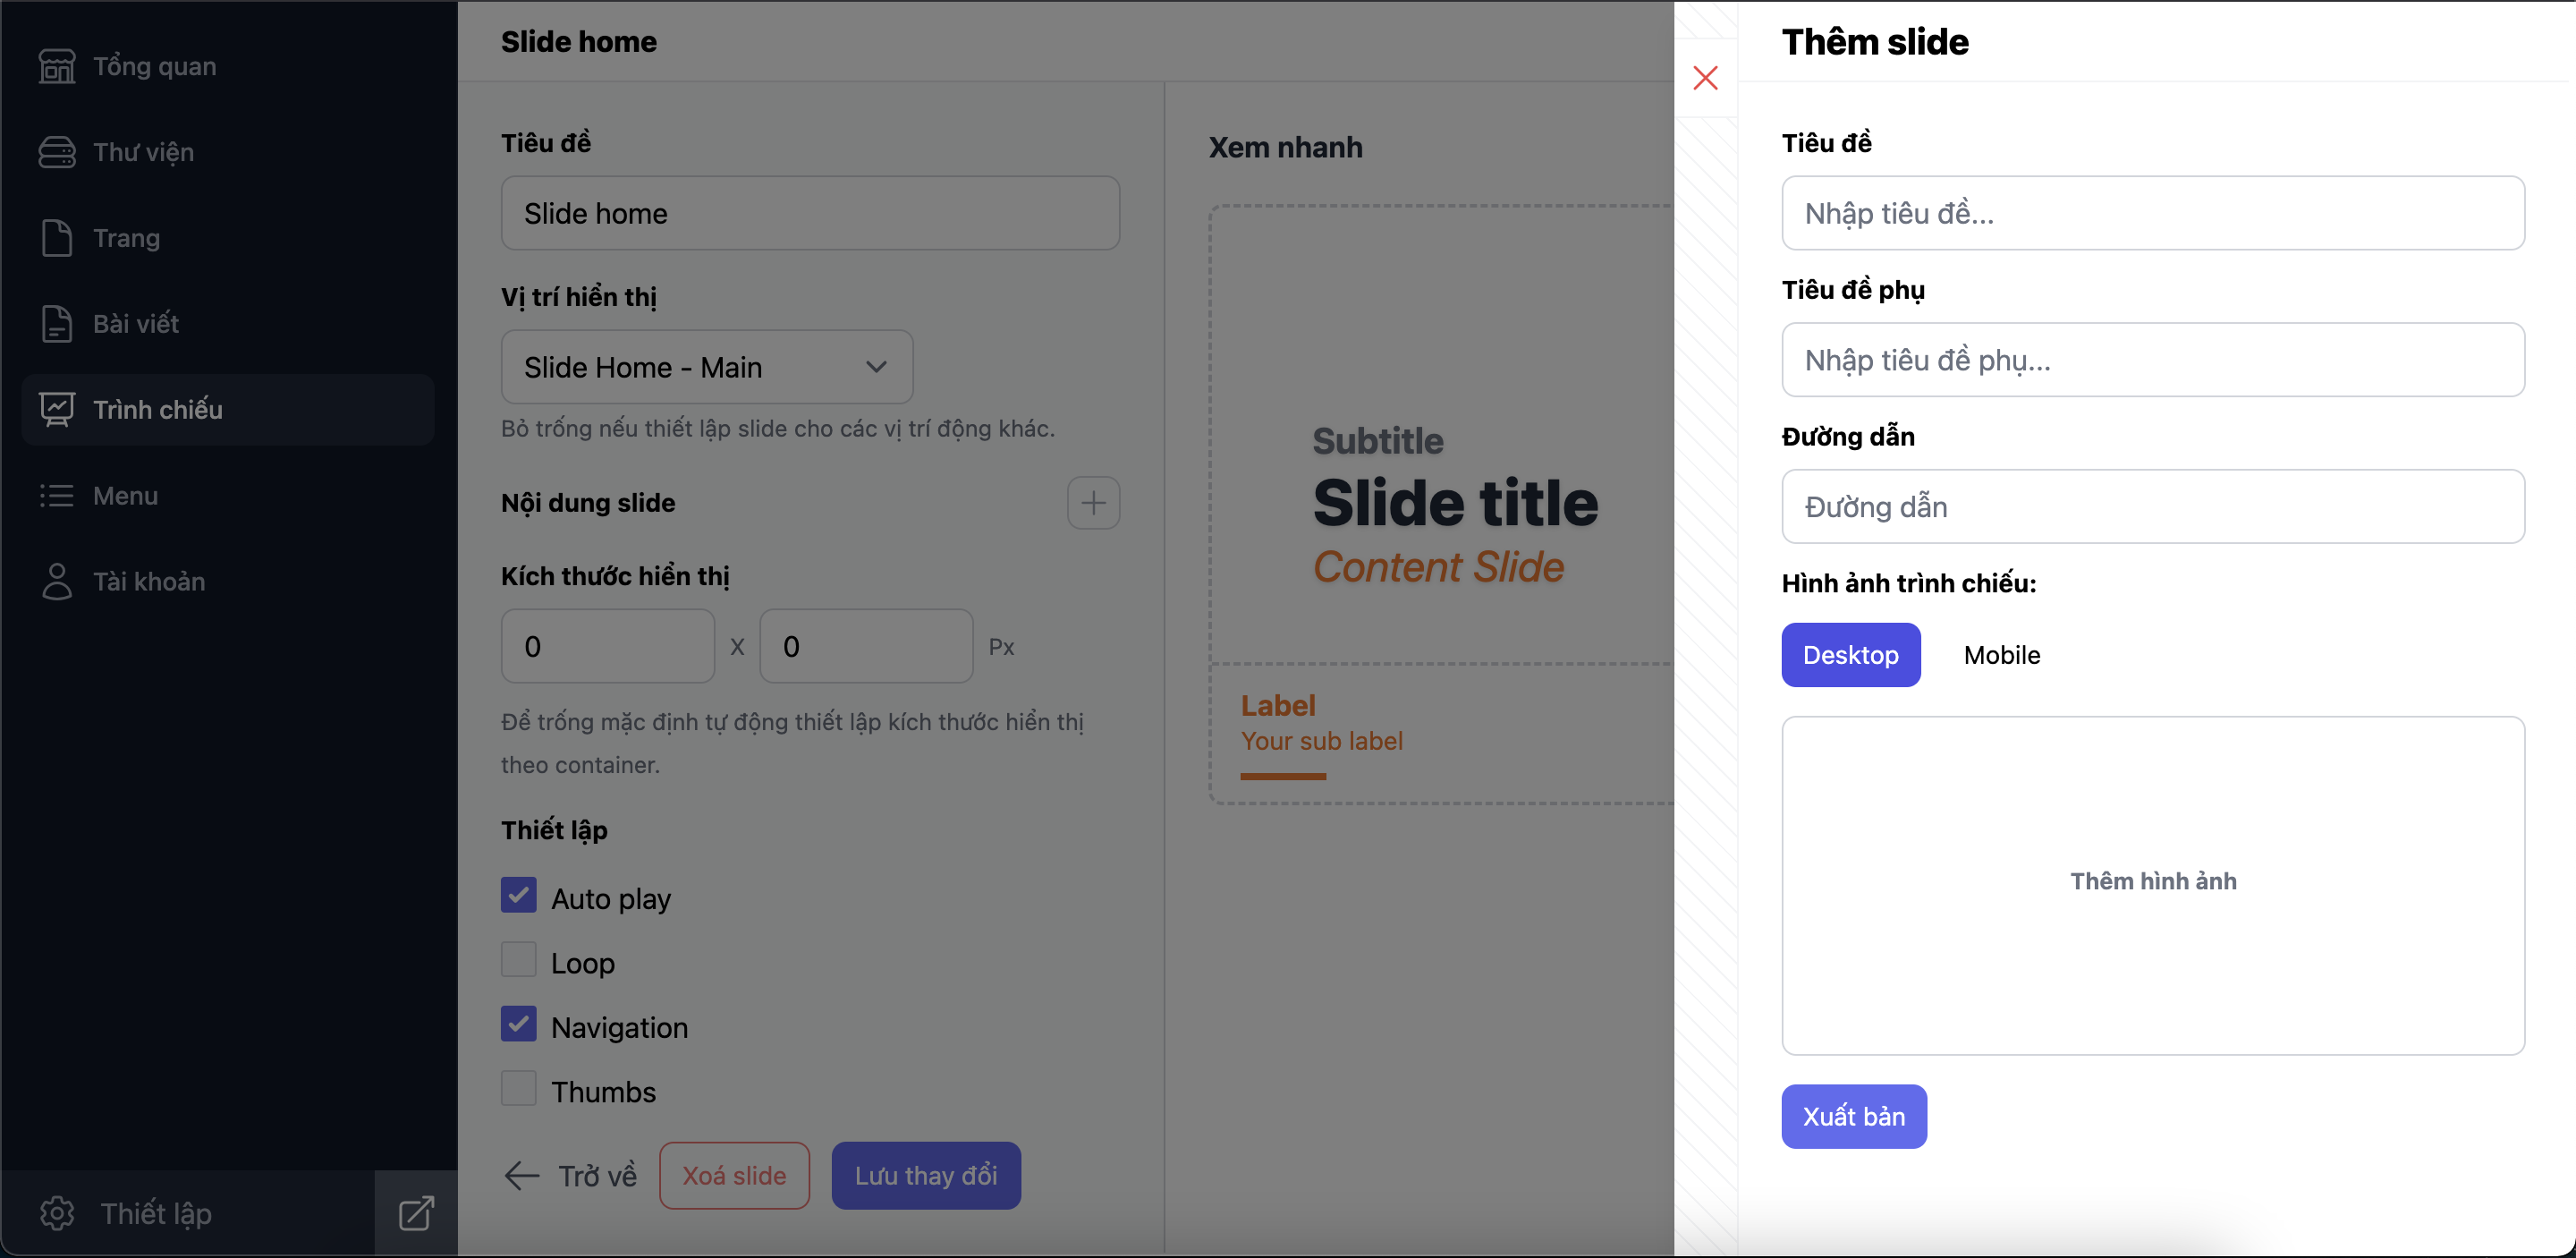 Tổng quan
Thư viện
Trang
Bài viết
Trình chiếu
Menu
Tài khoản
Thiết lập
Slide home
Tiêu đề
Slide home
Vị trí hiển thị
Slide Home - Main
Bỏ trống nếu thiết lập slide cho các vị trí động khác.
Nội dung slide
Kích thước hiển thị
0 X 0 Px
Để trống mặc định tự động thiết lập kích thước hiển thị
theo container.
Thiết lập
Auto play
Loop
Navigation
Thumbs
Trở về
Xoá slide
Lưu thay đổi
Xem nhanh
Subtitle
Slide title
Content Slide
Label
Your sub label
Thêm slide
Tiêu đề
Nhập tiêu đề...
Tiêu đề phụ
Nhập tiêu đề phụ...
Đường dẫn
Đường dẫn
Hình ảnh trình chiếu:
Desktop
Mobile
Thêm hình ảnh
Xuất bản